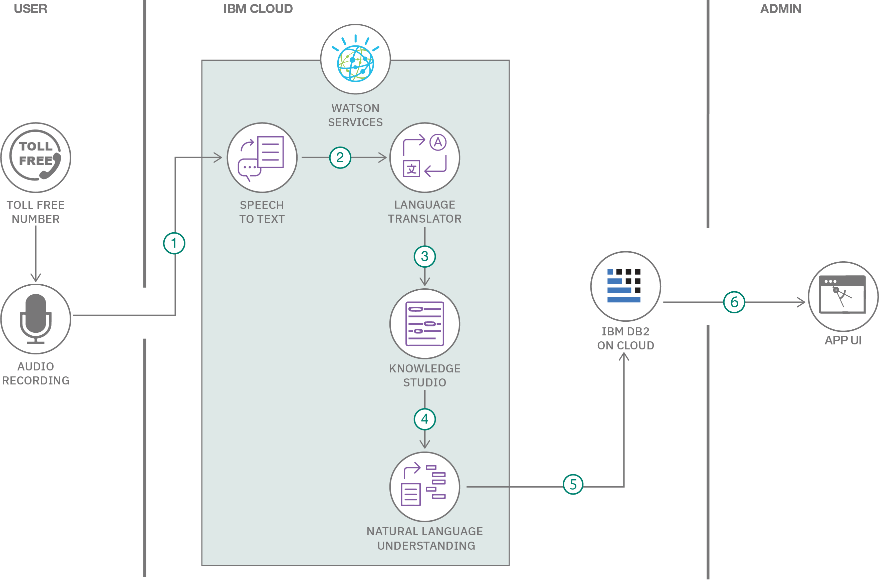 USER
IBM CLOUD
ADMIN
WATSON
SERVICES
TOLL
FREE
TOLL FREE
NUMBER
1
AUDIO
RECORDING
SPEECH
TO TEXT
2
A
文
LANGUAGE
TRANSLATOR
3
KNOWLEDGE
STUDIO
4
NATURAL LANGUAGE
UNDERSTANDING
5
IBM DB2
ON CLOUD
6
APP UI